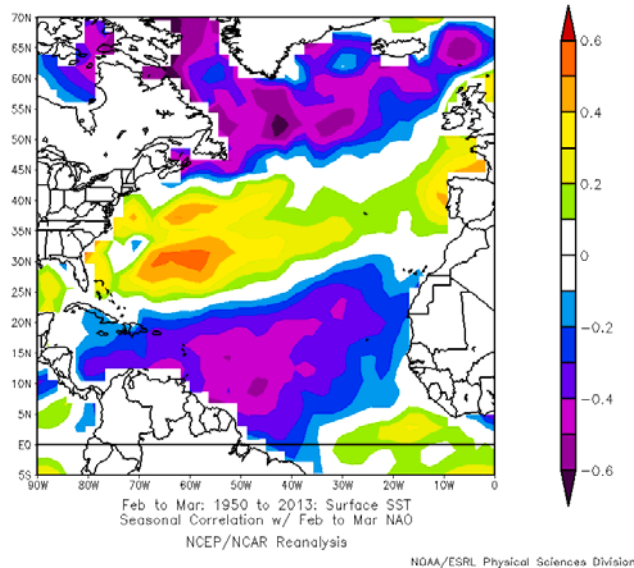 70N
65N
60N
55N
50N
45N
40N
35N
30N
25N
20N
15N
10N
5N
EQ
5S
90W 80W 70W 60W 50W 40W 30W 20W 10W 0
0.6
0.4
0.2
0
-0.2
-0.4
-0.6
Feb to Mar: 1950 to 2013: Surface SST
Seasonal Correlation w/ Feb to Mar NAO
NCEP/NCAR Reanalysis
NOAA/ESRL Physical Sciences Division